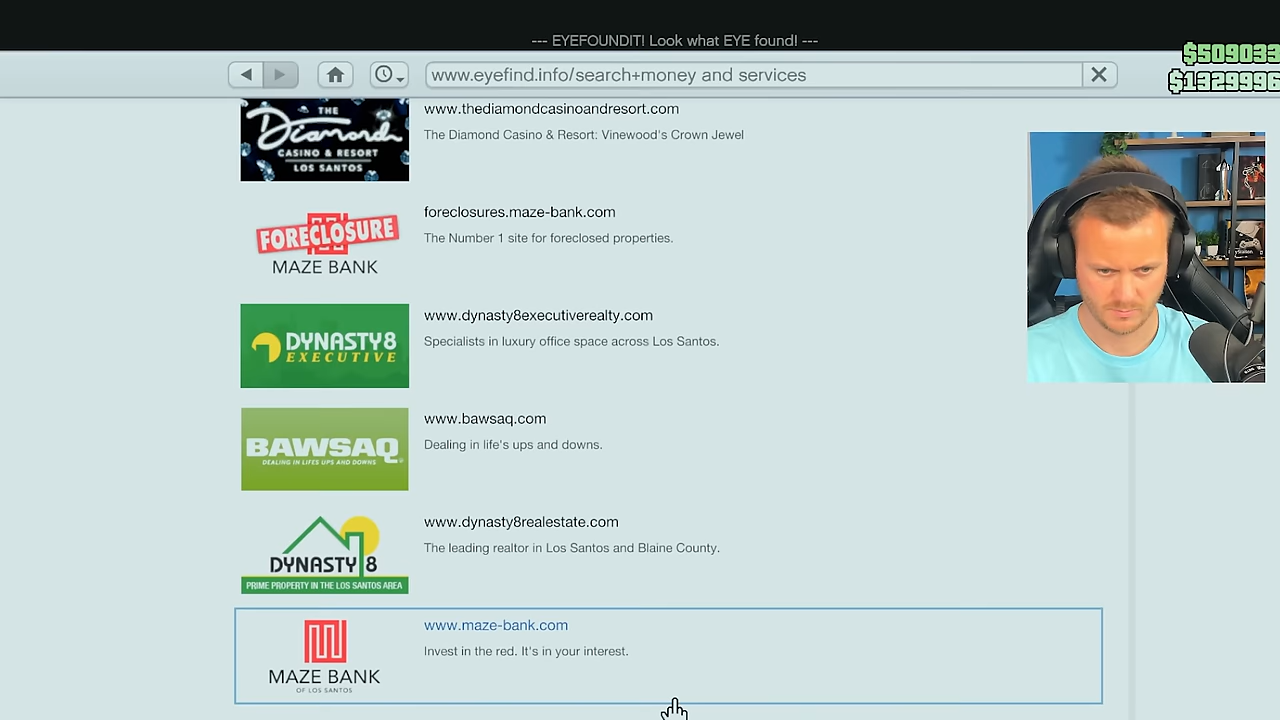 --- EYEFOUNDIT! Look what EYE found! ---
$509033
www.eyefind.info/search+money and services
$1329996
THE
Diamond
CASINO & RESORT
LOS SANTOS
www.thediamondcasinoandresort.com
The Diamond Casino & Resort: Vinewood's Crown Jewel
FORECLOSURE
MAZE BANK
foreclosures.maze-bank.com
The Number 1 site for foreclosed properties.
DYNASTY 8
EXECUTIVE
www.dynasty8executiverealty.com
Specialists in luxury office space across Los Santos.
BAWSAQ
DEALING IN LIFES UPS AND DOWNS
www.bawsaq.com
Dealing in life's ups and downs.
DYNASTY 8
PRIME PROPERTY IN THE LOS SANTOS AREA
www.dynasty8realestate.com
The leading realtor in Los Santos and Blaine County.
MAZE BANK
OF LOS SANTOS
www.maze-bank.com
Invest in the red. It's in your interest.